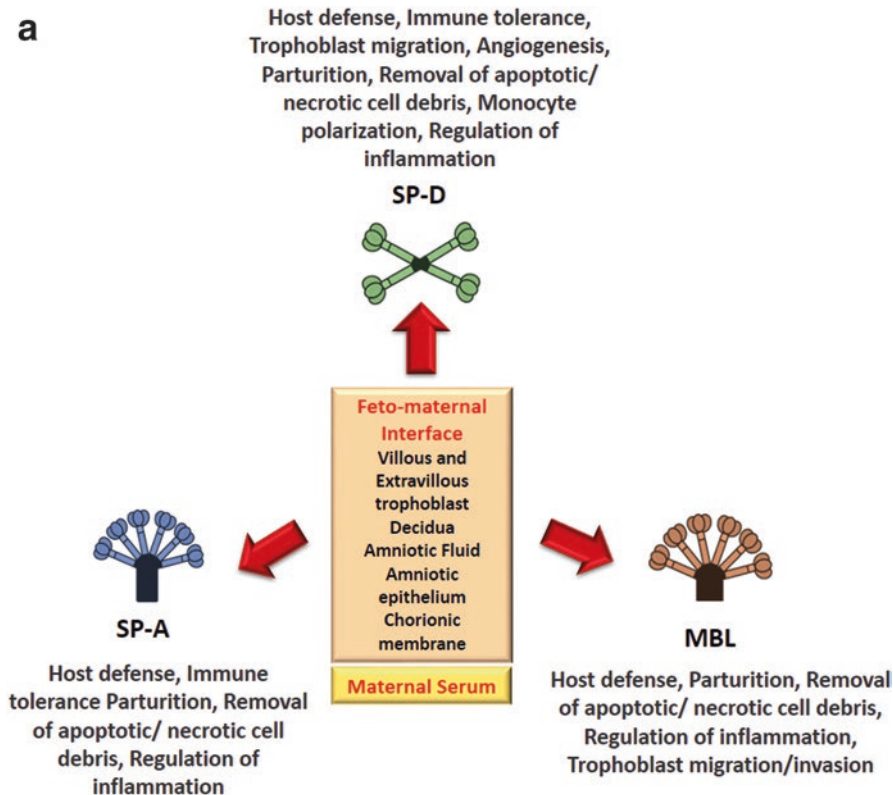 a
Host defense, Immune tolerance,
Trophoblast migration, Angiogenesis,
Parturition, Removal of apoptotic/
necrotic cell debris, Monocyte
polarization, Regulation of
inflammation
SP-D
Feto-maternal
Interface
Villous and
Extravillous
trophoblast
Decidua
Amniotic Fluid
Amniotic
epithelium
Chorionic
membrane
Maternal Serum
SP-A
Host defense, Immune
tolerance Parturition, Removal
of apoptotic/ necrotic cell
debris, Regulation of
inflammation
MBL
Host defense, Parturition, Removal
of apoptotic/ necrotic cell debris,
Regulation of inflammation,
Trophoblast migration/invasion